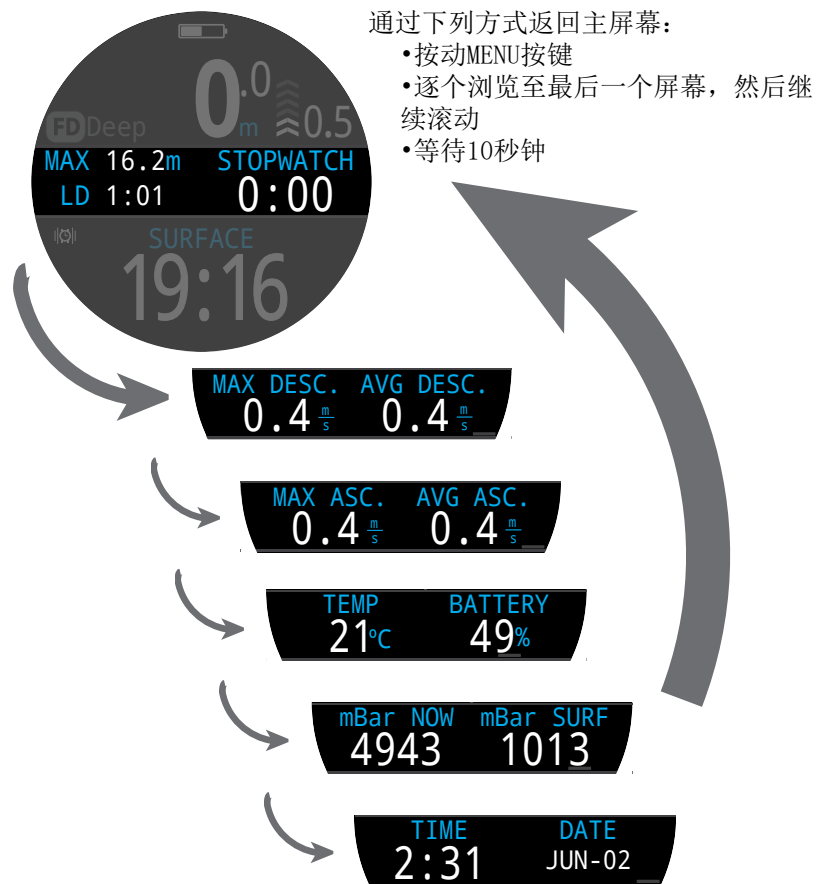 通过下列方式返回主屏幕：
•按动MENU按键
•逐个浏览至最后一个屏幕，然后继
续滚动
•等待10秒钟
0.0
m
0.5
FD Deep
MAX 16.2m STOPWATCH
LD 1:01 0:00
SURFACE
19:16
MAX DESC. AVG DESC.
0.4 m/s 0.4 m/s
MAX ASC. AVG ASC.
0.4 m/s 0.4 m/s
TEMP BATTERY
21°C 49%
mBar NOW mBar SURF
4943 1013
TIME DATE
2:31 JUN-02